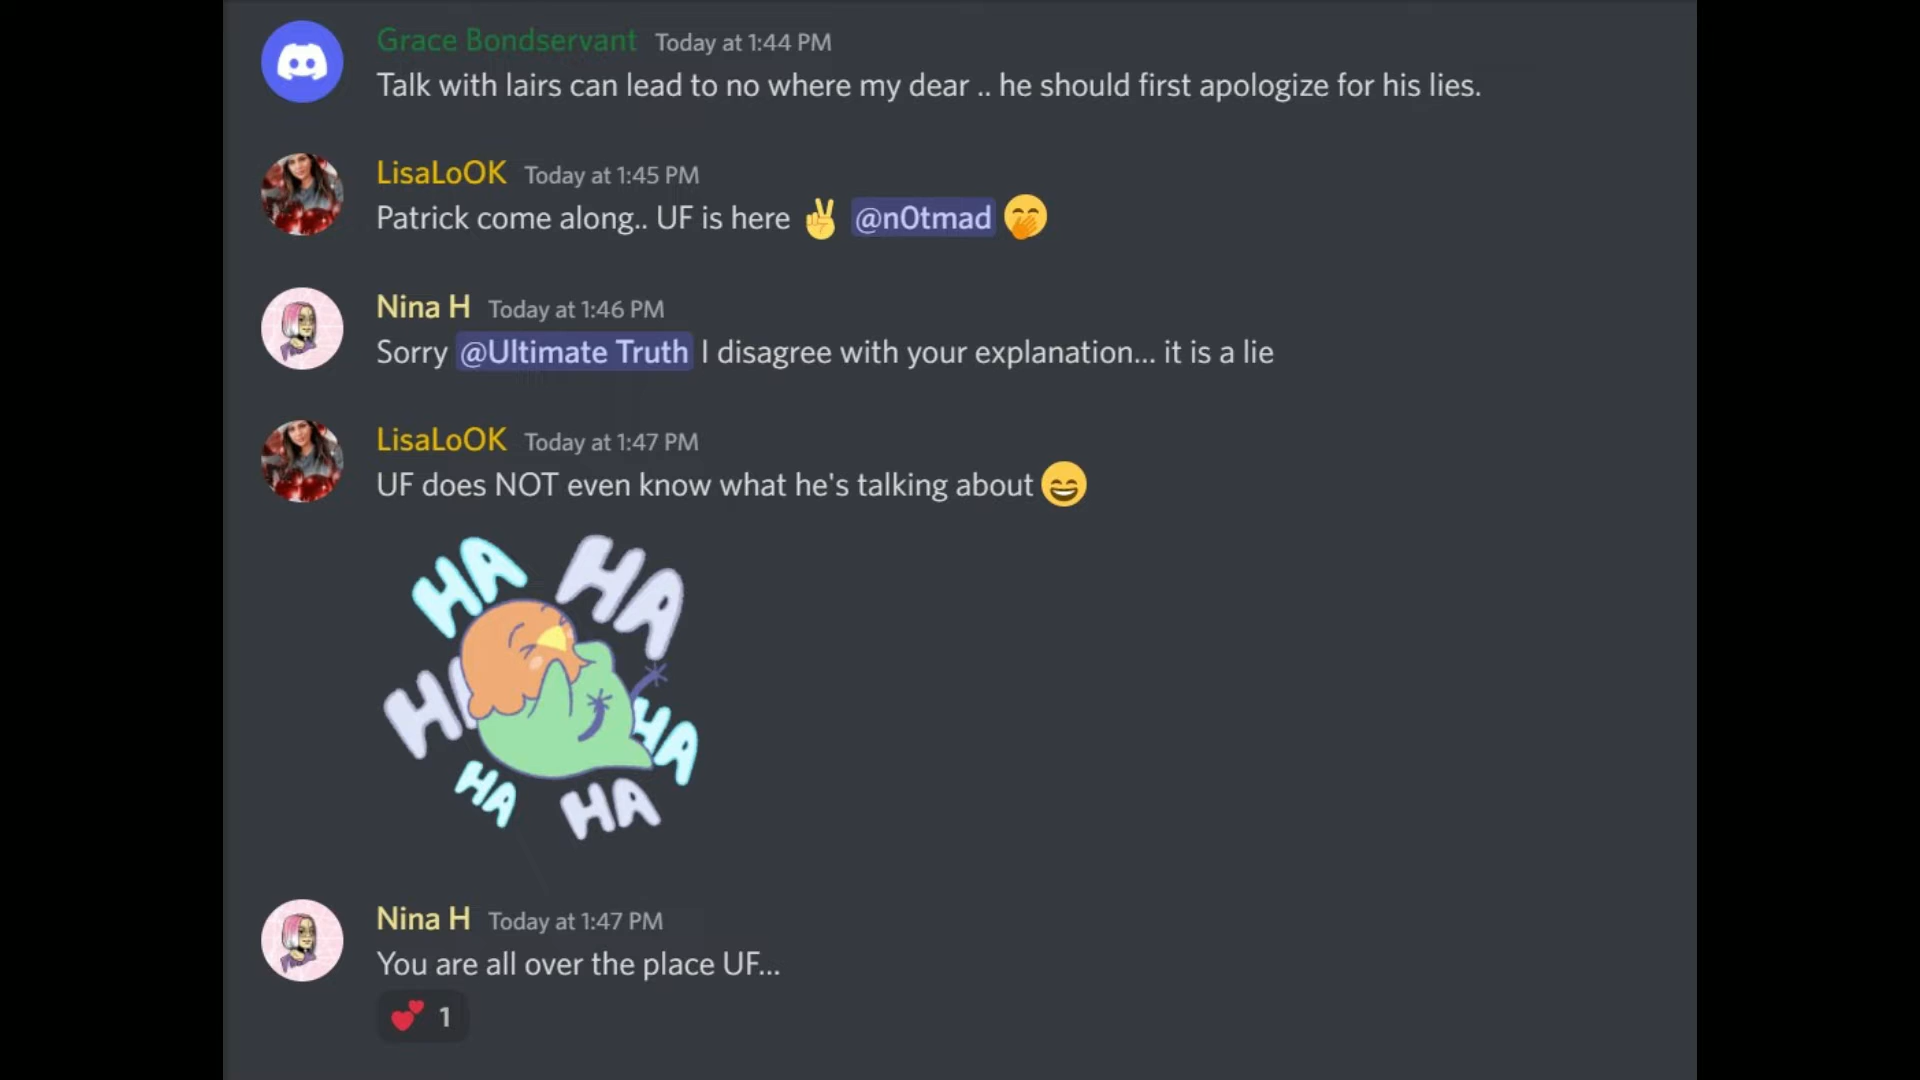 Grace Bondservant Today at 1:44 PM
Talk with lairs can lead to no where my dear .. he should first apologize for his lies.
LisaLoOK Today at 1:45 PM
Patrick come along.. UF is here ✌️ @n0tmad 🤭
Nina H Today at 1:46 PM
Sorry @Ultimate Truth I disagree with your explanation... it is a lie
LisaLoOK Today at 1:47 PM
UF does NOT even know what he's talking about 😄
HA HA
HA
HA
HA HA
Nina H Today at 1:47 PM
You are all over the place UF...
💕 1